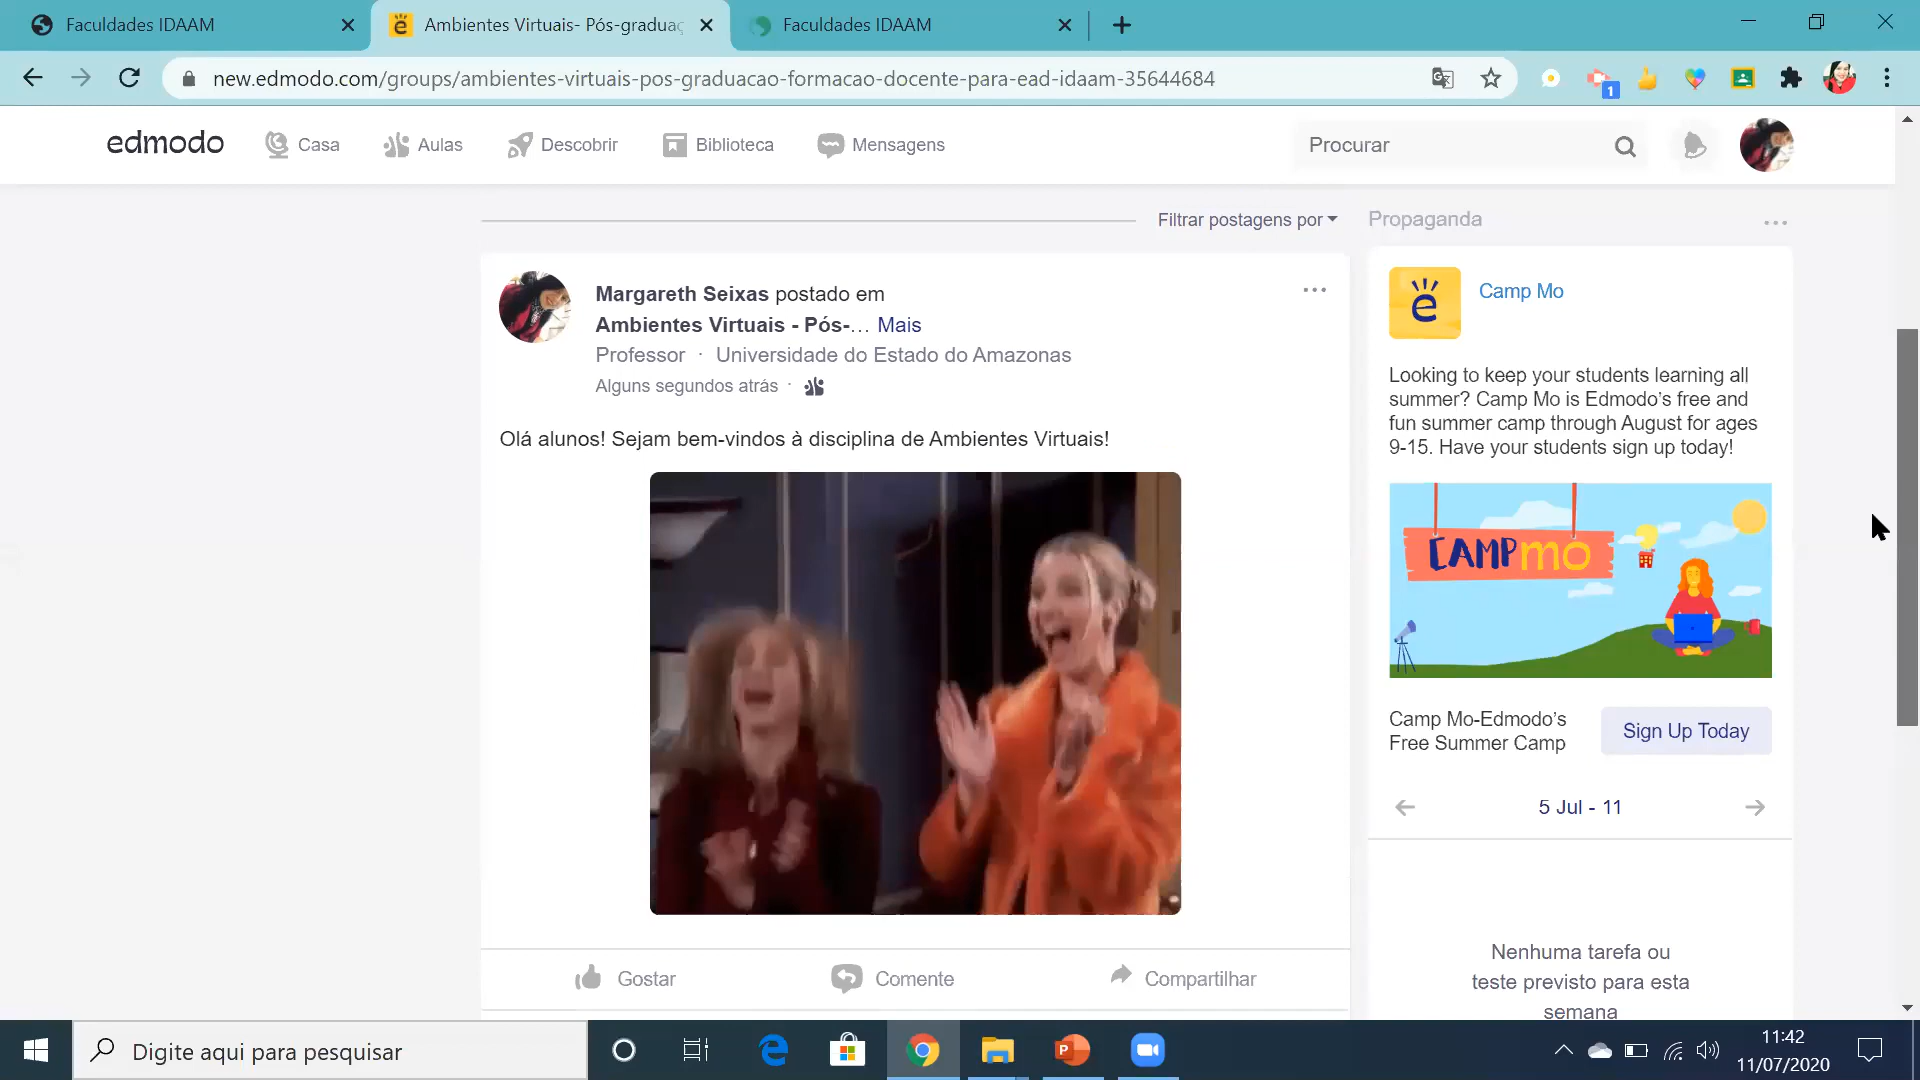 Faculdades IDAAM
Ambientes Virtuais- Pós-graduaç
Faculdades IDAAM
new.edmodo.com/groups/ambientes-virtuais-pos-graduacao-formacao-docente-para-ead-idaam-35644684
1
edmodo
Casa
Aulas
Descobrir
Biblioteca
Mensagens
Procurar
Filtrar postagens por
Propaganda
Margareth Seixas postado em
Ambientes Virtuais - Pós-... Mais
Professor · Universidade do Estado do Amazonas
Alguns segundos atrás ·
Olá alunos! Sejam bem-vindos à disciplina de Ambientes Virtuais!
Gostar
Comente
Compartilhar
Camp Mo
Looking to keep your students learning all
summer? Camp Mo is Edmodo's free and
fun summer camp through August for ages
9-15. Have your students sign up today!
CAMP mo
Camp Mo-Edmodo's
Free Summer Camp
Sign Up Today
5 Jul - 11
Nenhuma tarefa ou
teste previsto para esta
semana
Digite aqui para pesquisar
11:42
11/07/2020